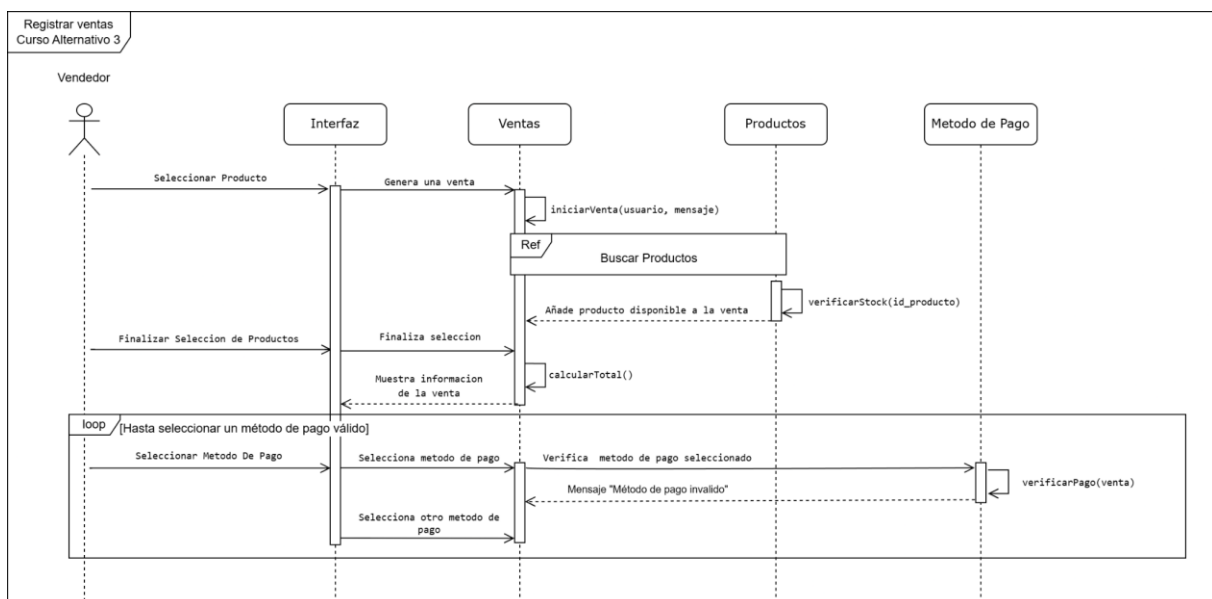 Registrar ventas
Curso Alternativo 3
Vendedor
Interfaz
Ventas
Productos
Metodo de Pago
Seleccionar Producto
Genera una venta
iniciarVenta(usuario, mensaje)
Ref
Buscar Productos
verificarStock(id_producto)
Añade producto disponible a la venta
Finalizar Seleccion de Productos
Finaliza seleccion
calcularTotal()
Muestra informacion
de la venta
loop
[Hasta seleccionar un método de pago válido]
Seleccionar Metodo De Pago
Selecciona metodo de pago
Verifica metodo de pago seleccionado
verificarPago(venta)
Mensaje "Método de pago invalido"
Selecciona otro metodo de
pago